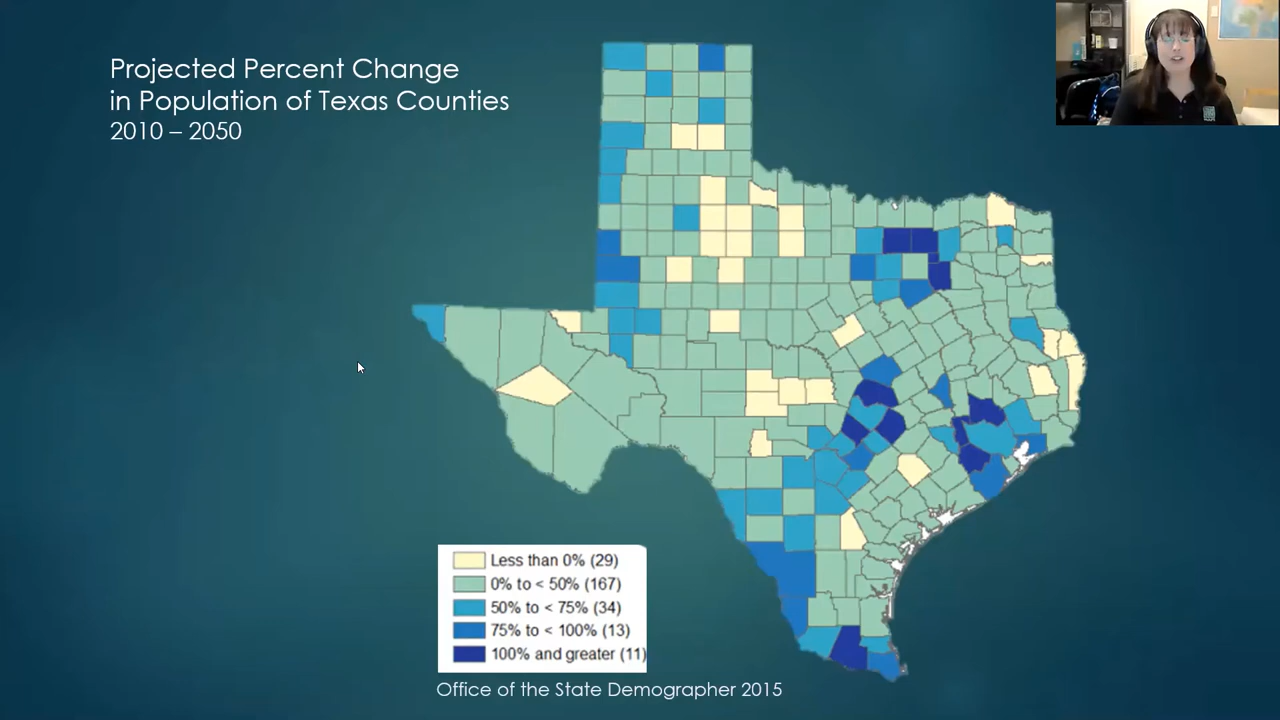 Projected Percent Change
in Population of Texas Counties
2010 – 2050
Less than 0% (29)
0% to < 50% (167)
50% to < 75% (34)
75% to < 100% (13)
100% and greater (11)
Office of the State Demographer 2015